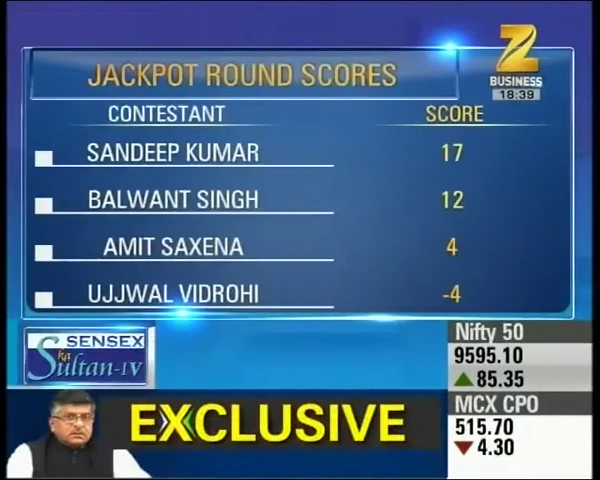 JACKPOT ROUND SCORES
Z
BUSINESS
18:39
CONTESTANT SCORE
SANDEEP KUMAR 17
BALWANT SINGH 12
AMIT SAXENA 4
UJJWAL VIDROHI -4
SENSEX
ka
Sultan-IV
EXCLUSIVE
Nifty 50
9595.10
85.35
MCX CPO
515.70
4.30